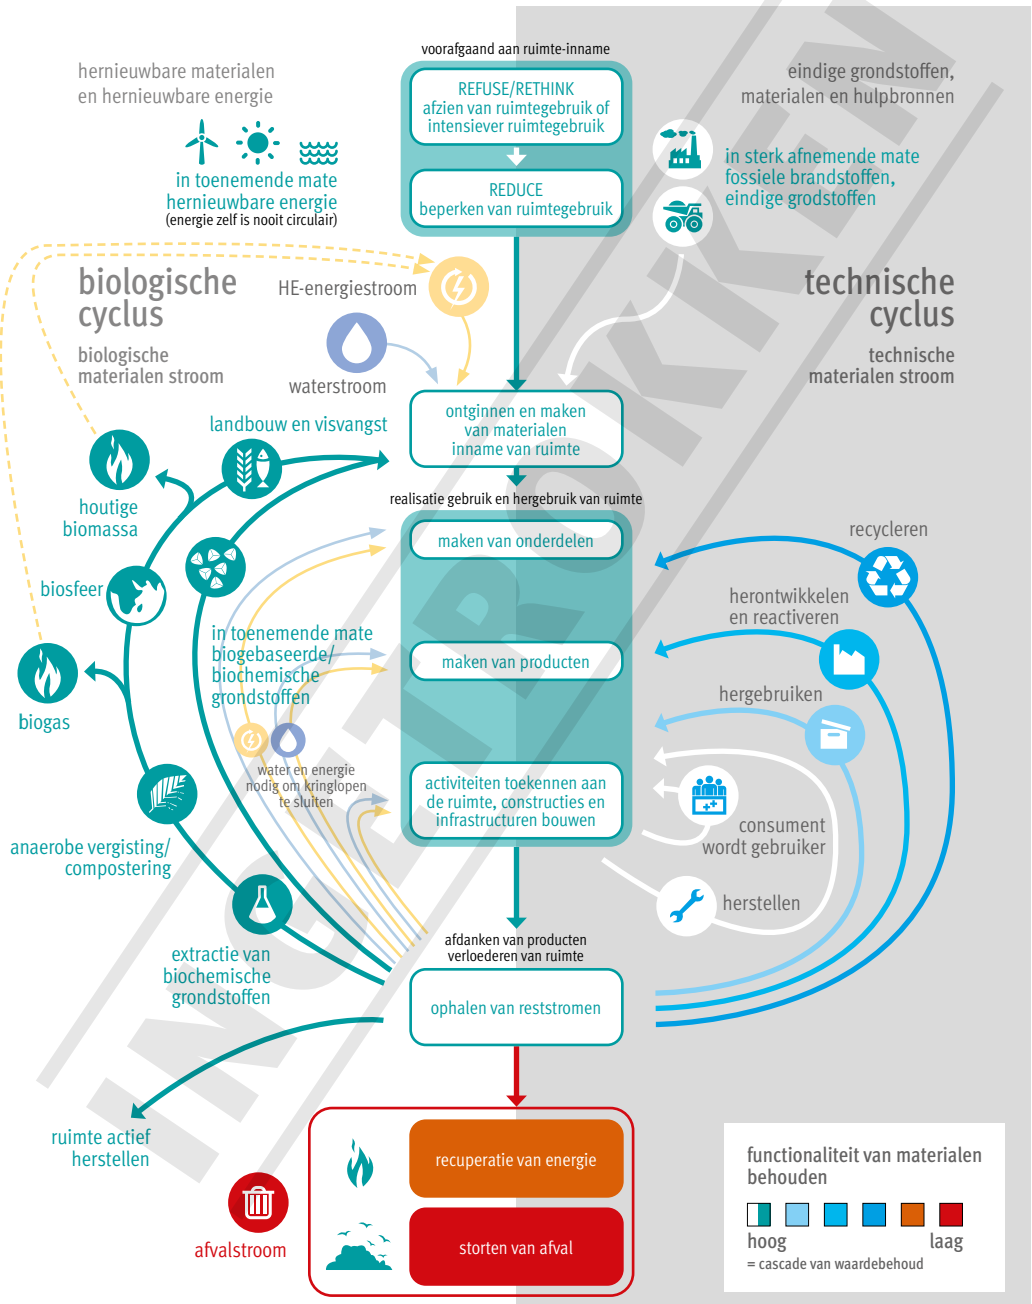 voorafgaand aan ruimte-inname
hernieuwbare materialen
en hernieuwbare energie
eindige grondstoffen,
materialen en hulpbronnen
REFUSE/RETHINK
afzien van ruimtegebruik of
intensiever ruimtegebruik
REDUCE
beperken van ruimtegebruik
in toenemende mate
hernieuwbare energie
(energie zelf is nooit circulair)
in sterk afnemende mate
fossiele brandstoffen,
eindige grodstoffen
biologische
cyclus
biologische
materialen stroom
HE-energiestroom
waterstroom
technische
cyclus
technische
materialen stroom
ontginnen en maken
van materialen
inname van ruimte
landbouw en visvangst
houtige
biomassa
biosfeer
biogas
in toenemende mate
biogebaseerde/
biochemische
grondstoffen
water en energie
nodig om kringlopen
te sluiten
anaerobe vergisting/
compostering
extractie van
biochemische
grondstoffen
realisatie gebruik en hergebruik van ruimte
maken van onderdelen
maken van producten
activiteiten toekennen aan
de ruimte, constructies en
infrastructuren bouwen
recycleren
herontwikkelen
en reactiveren
hergebruiken
consument
wordt gebruiker
herstellen
afdanken van producten
verloederen van ruimte
ophalen van reststromen
ruimte actief
herstellen
afvalstroom
recuperatie van energie
storten van afval
functionaliteit van materialen
behouden
hoog
laag
= cascade van waardebehoud
INGETROKKEN